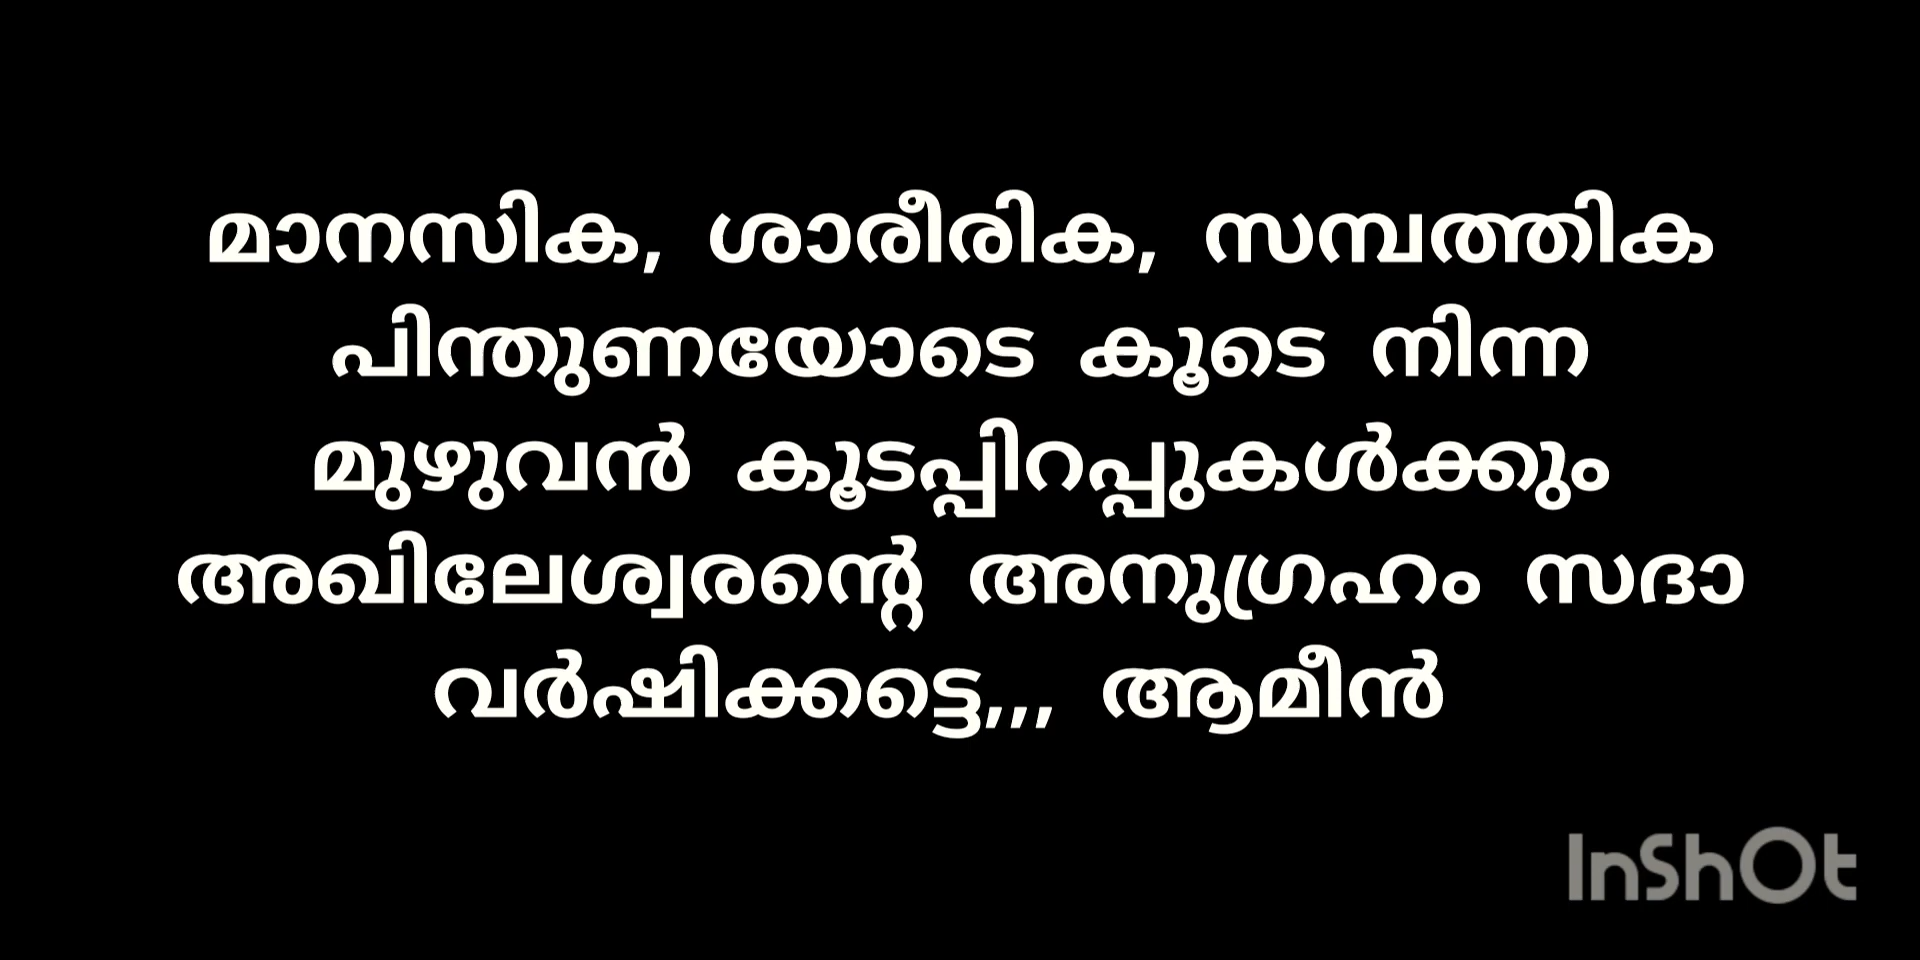 മാനസിക, ശാരീരിക, സമ്പത്തിക
പിന്തുണയോടെ കൂടെ നിന്ന
മുഴുവൻ കൂടപ്പിറപ്പുകൾക്കും
അഖിലേശ്വരന്റെ അനുഗ്രഹം സദാ
വർഷിക്കട്ടെ,,, ആമീൻ
InShOt